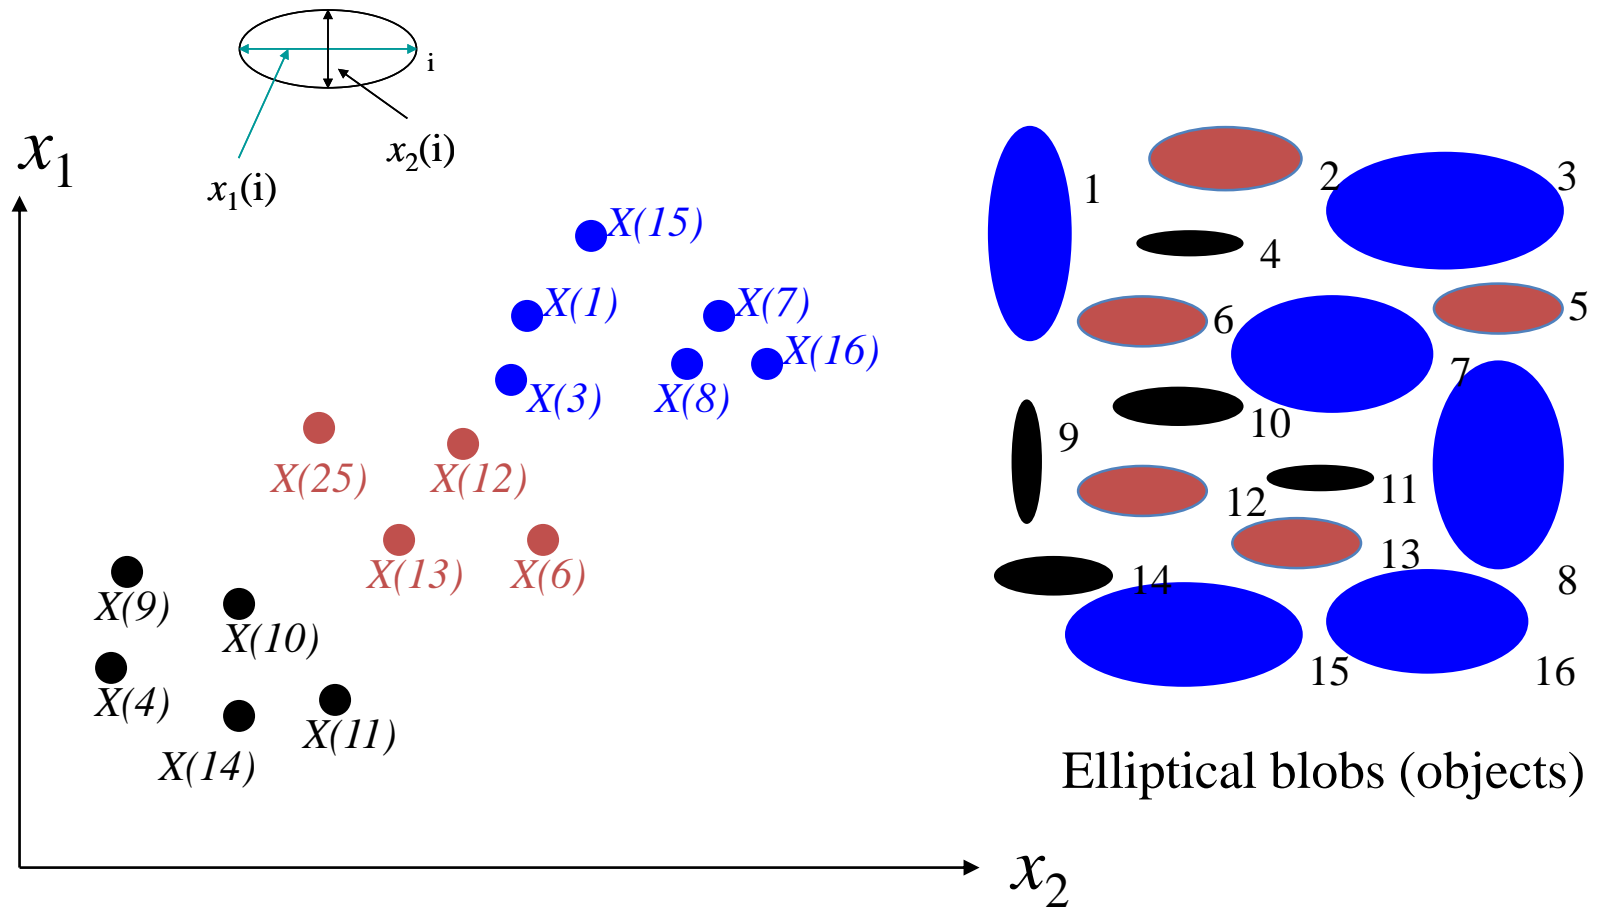 i
x₂(i)
x₁(i)
x₁
X(15)
X(1)
X(7)
X(16)
X(3)
X(8)
X(25)
X(12)
X(13)
X(6)
X(9)
X(10)
X(4)
X(11)
X(14)
x₂
1
2
3
4
5
6
7
9
10
11
12
13
14
8
15
16
Elliptical blobs (objects)